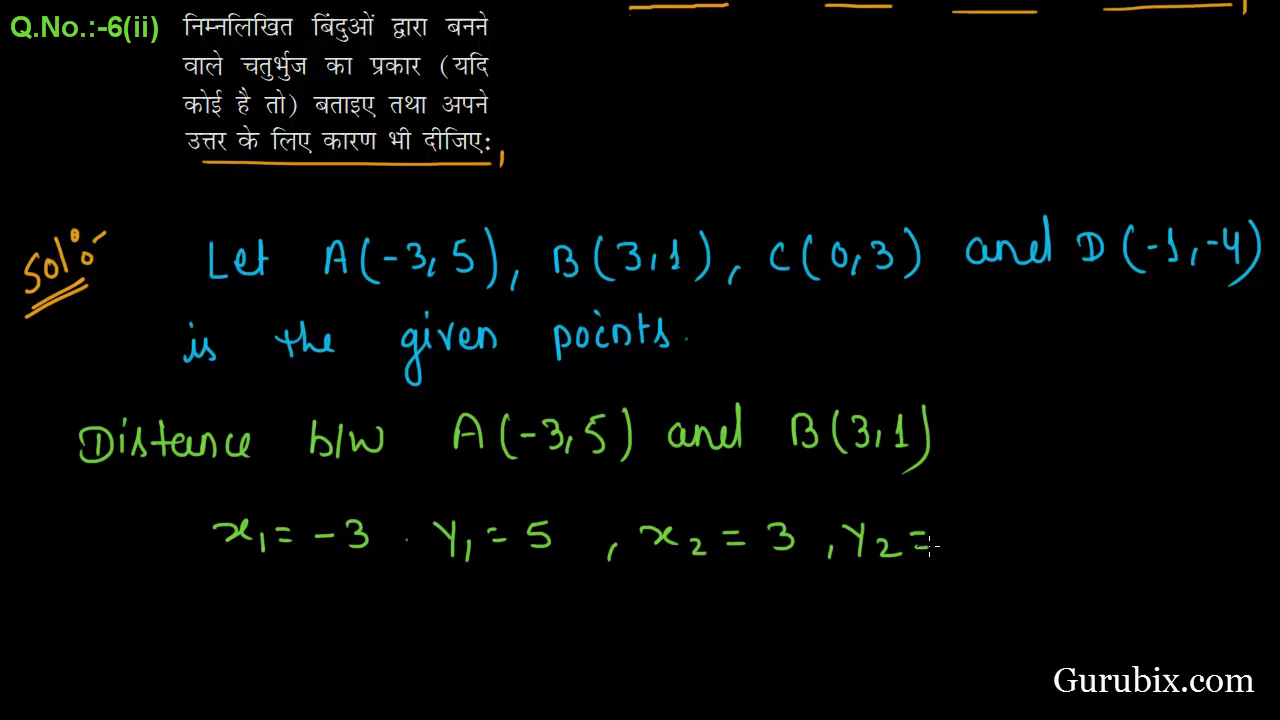 Q.No.:-6(ii) निम्नलिखित बिंदुओं द्वारा बनने
वाले चतुर्भुज का प्रकार (यदि
कोई है तो) बताइए तथा अपने
उत्तर के लिए कारण भी दीजिए:
Sol:
Let A(-3,5), B(3,1), C(0,3) and D(-1,-4)
is the given points.
Distance b/w A(-3,5) and B(3,1)
x₁ = -3 . y₁ = 5 , x₂ = 3 , y₂ =
Gurubix.com